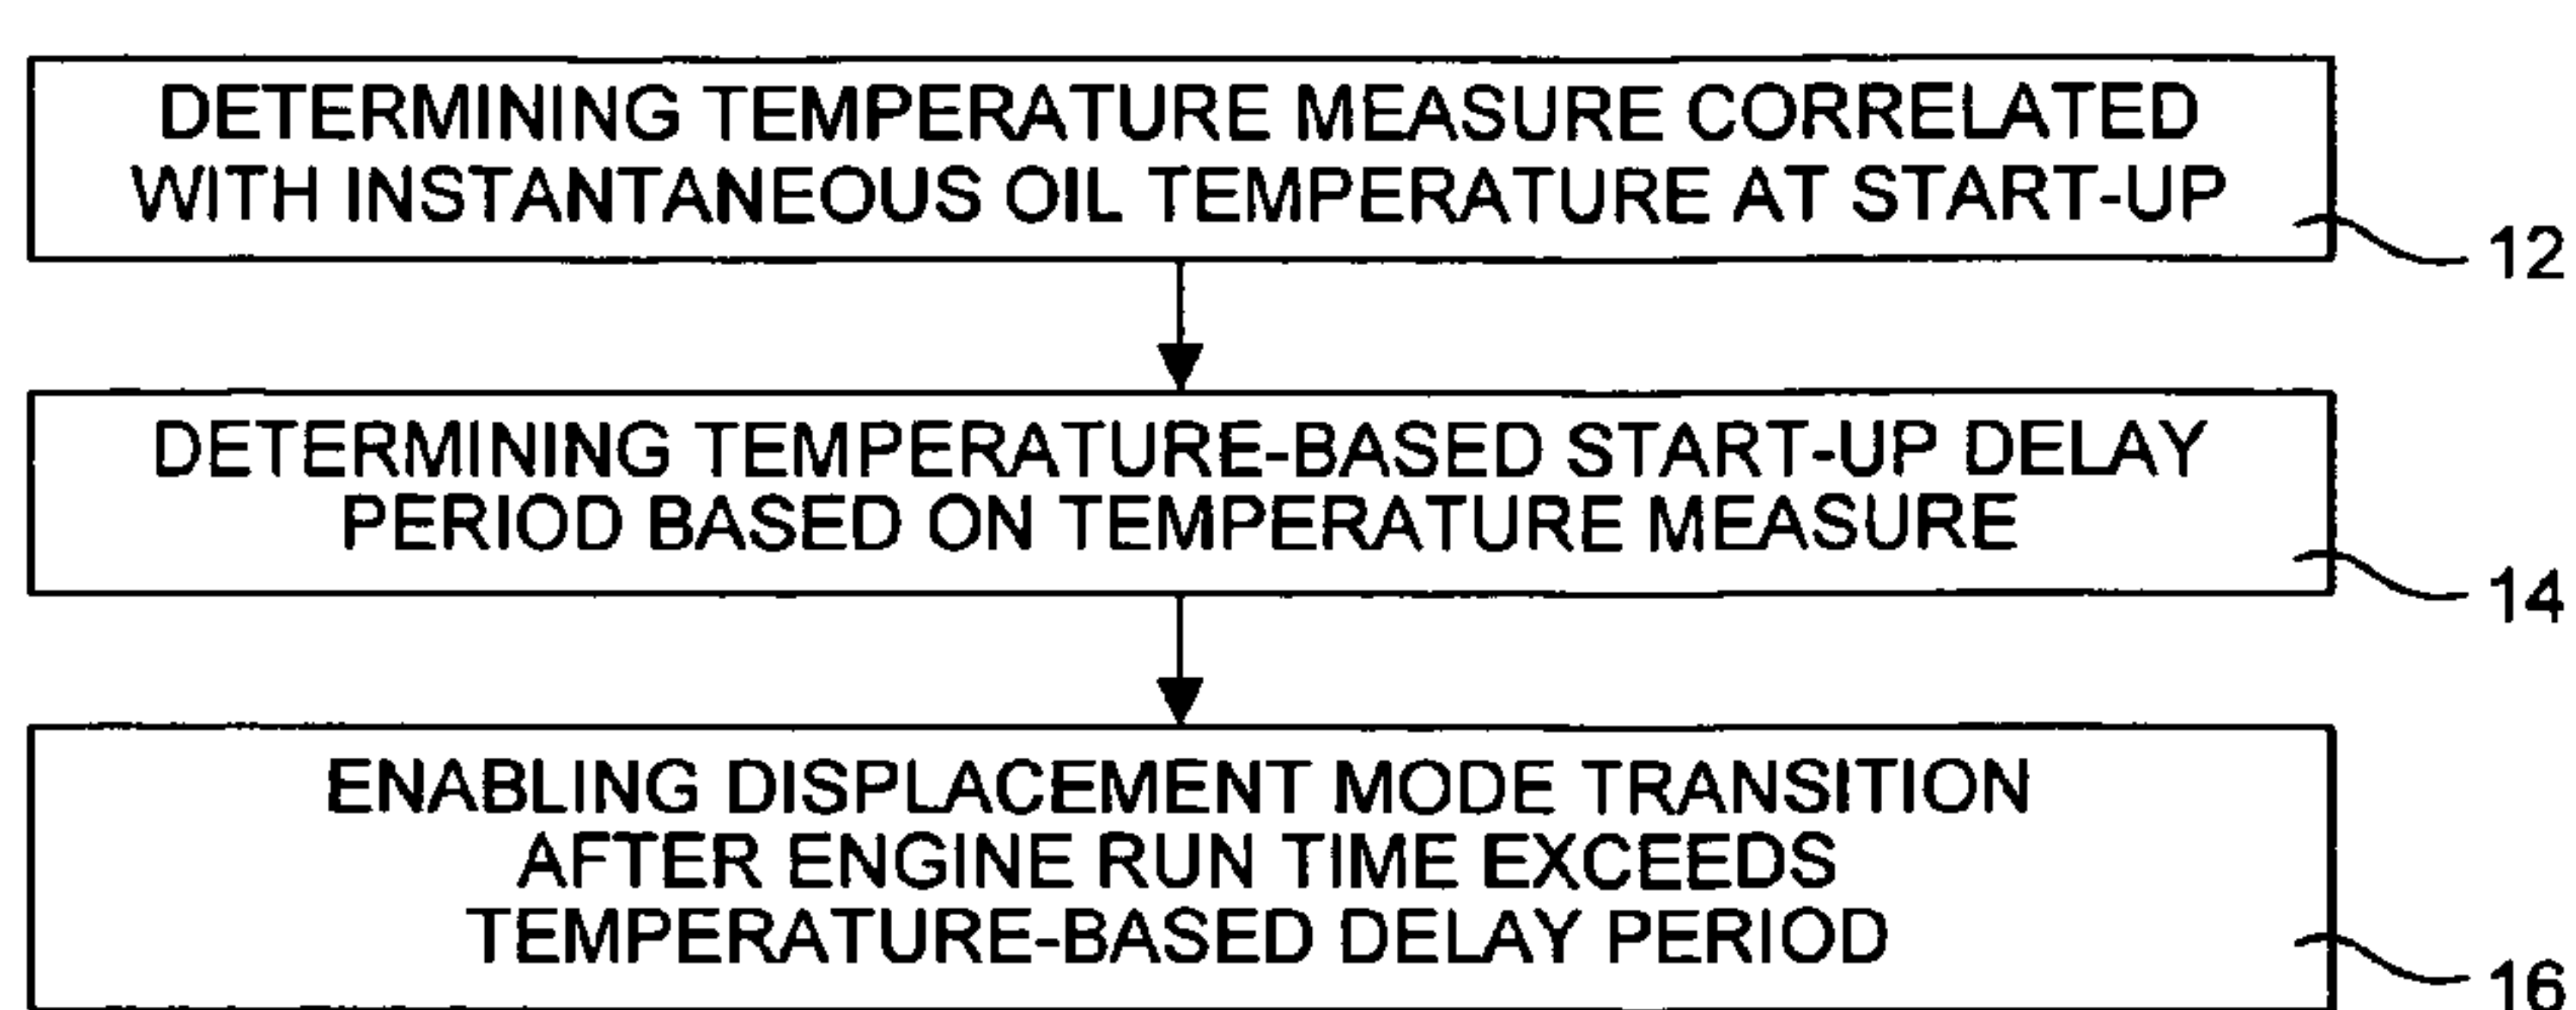 DETERMINING TEMPERATURE MEASURE CORRELATED
WITH INSTANTANEOUS OIL TEMPERATURE AT START-UP
12
DETERMINING TEMPERATURE-BASED START-UP DELAY
PERIOD BASED ON TEMPERATURE MEASURE
14
ENABLING DISPLACEMENT MODE TRANSITION
AFTER ENGINE RUN TIME EXCEEDS
TEMPERATURE-BASED DELAY PERIOD
16